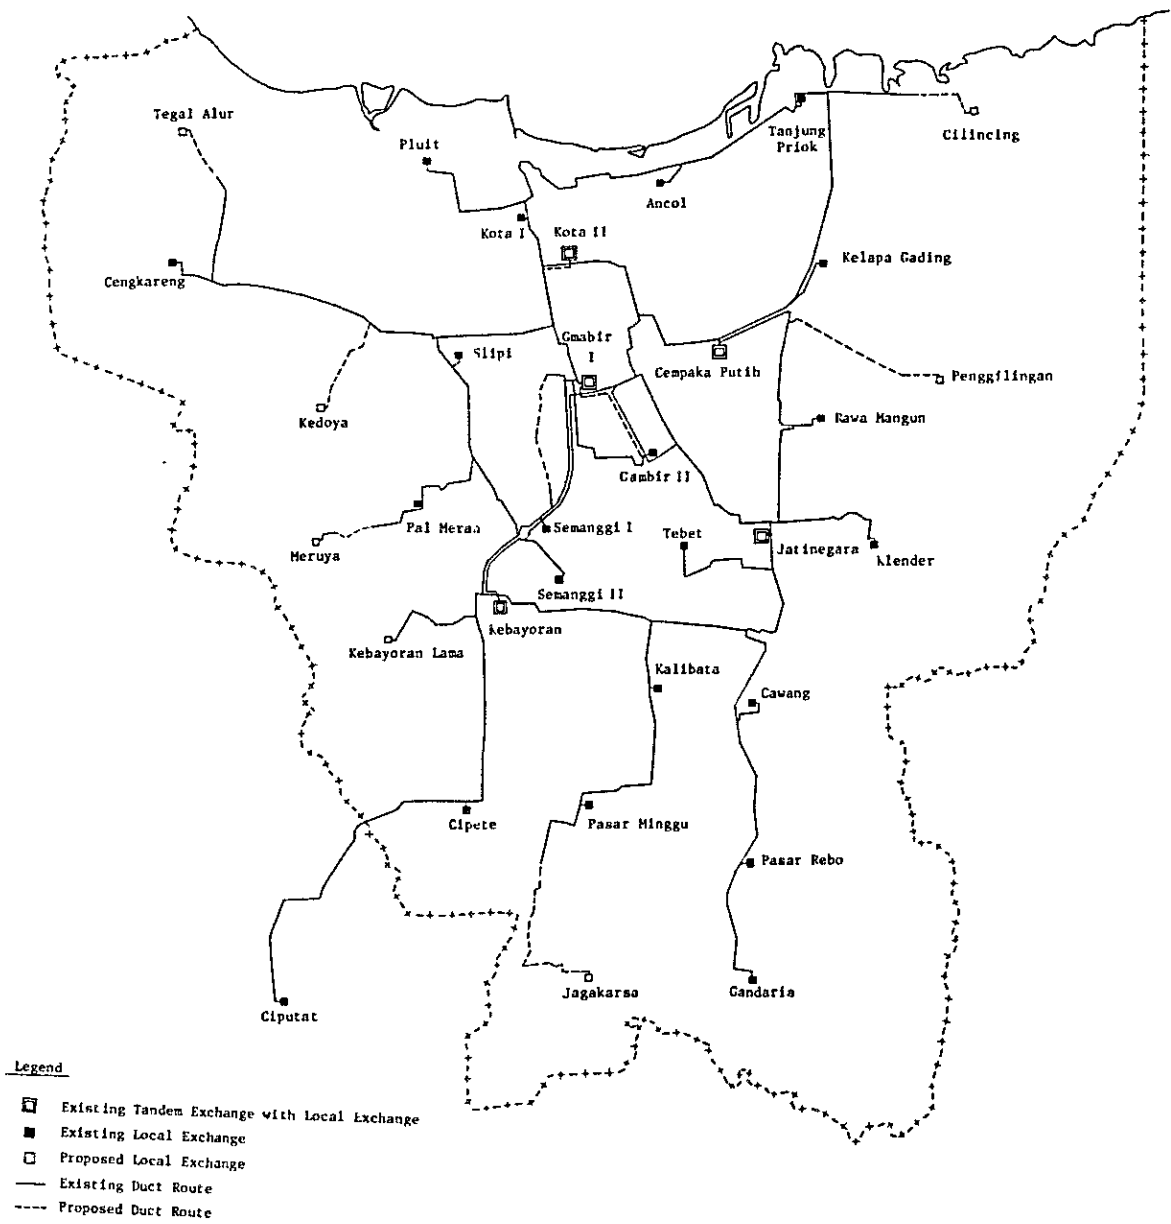 Tegal Alur
Pluit
Tanjung
Priok
Cilincing
Ancol
Kota I
Kota II
Cengkareng
Kelapa Gading
Gmabir
I
Slipi
Cempaka Putih
Penggilingan
Kedoya
Rawa Mangun
Gambir II
Pal Merah
Semanggi I
Tebet
Jatinegara
Klender
Meruya
Semanggi II
Kebayoran
Kebayoran Lama
Kalibata
Cawang
Cipete
Pasar Minggu
Pasar Rebo
Jagakarsa
Gandaria
Ciputat
Legend
Existing Tandem Exchange with Local Exchange
Existing Local Exchange
Proposed Local Exchange
Existing Duct Route
Proposed Duct Route